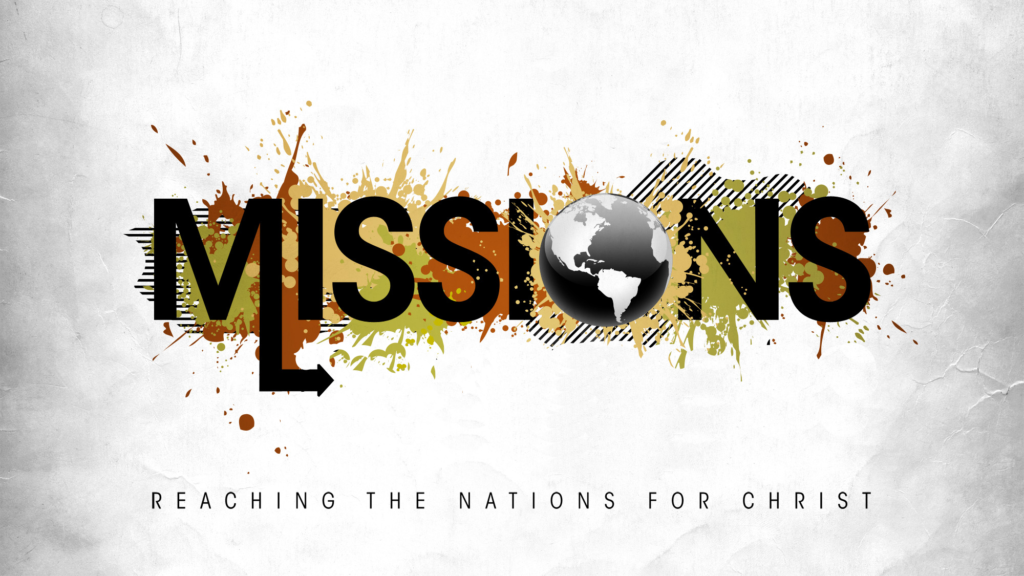 MISSIONS
REACHING THE NATIONS FOR CHRIST